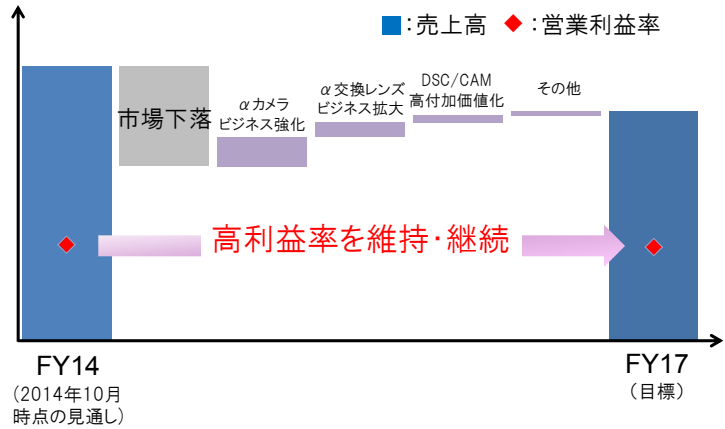 ■:売上高 ◆:営業利益率
市場下落
αカメラ
ビジネス強化
α交換レンズ
ビジネス拡大
DSC/CAM
高付加価値化
その他
高利益率を維持・継続
FY14
(2014年10月
時点の見通し)
FY17
(目標)